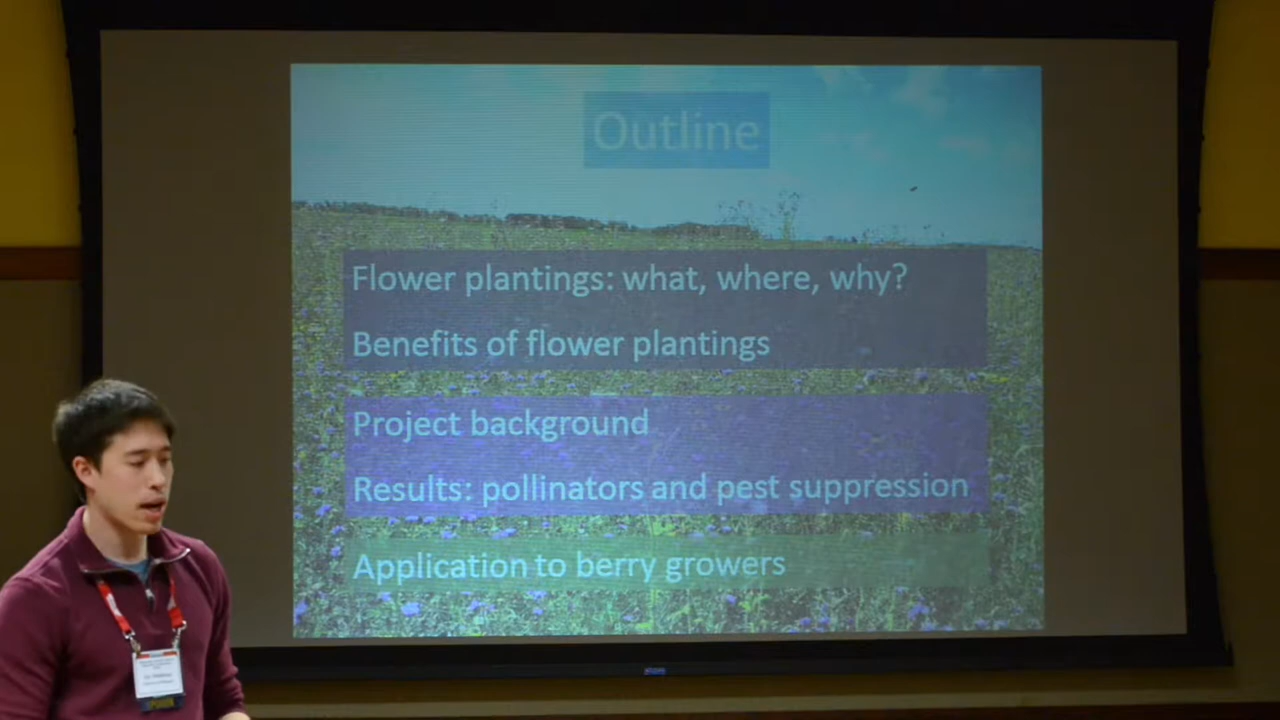 Outline
Flower plantings: what, where, why?
Benefits of flower plantings
Project background
Results: pollinators and pest suppression
Application to berry growers